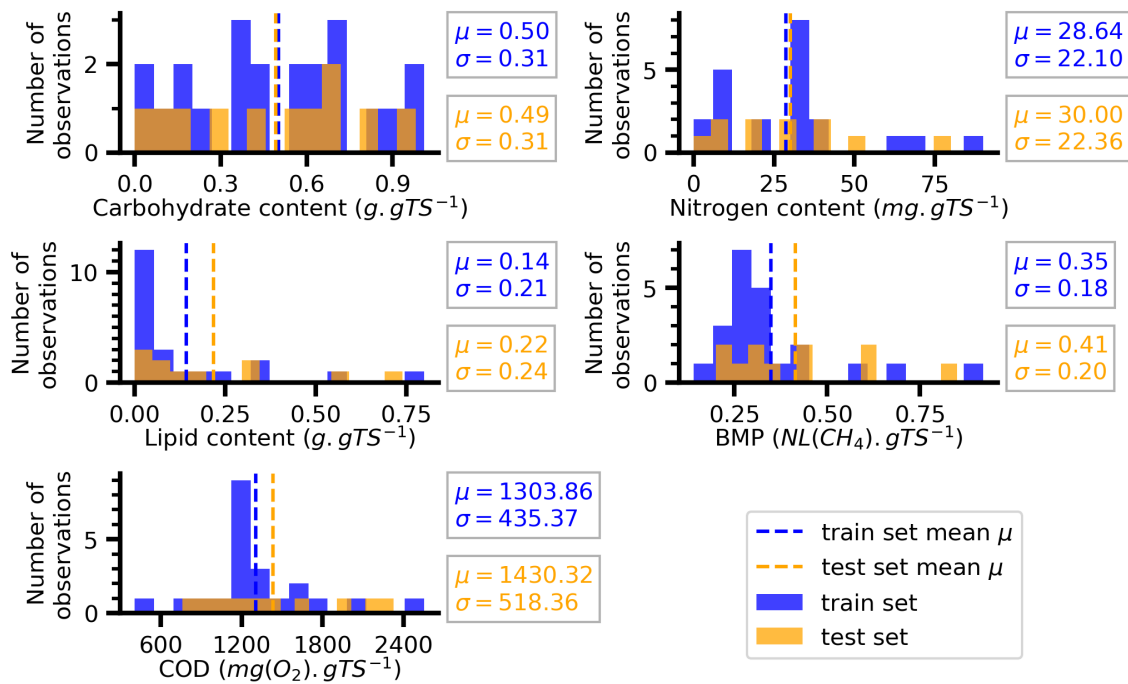 Number of
observations
2
0
0.0 0.3 0.6 0.9
Carbohydrate content (g.gTS⁻¹)
μ = 0.50
σ = 0.31
μ = 0.49
σ = 0.31
Number of
observations
5
0
0 25 50 75
Nitrogen content (mg.gTS⁻¹)
μ = 28.64
σ = 22.10
μ = 30.00
σ = 22.36
Number of
observations
10
0
0.00 0.25 0.50 0.75
Lipid content (g.gTS⁻¹)
μ = 0.14
σ = 0.21
μ = 0.22
σ = 0.24
Number of
observations
5
0
0.25 0.50 0.75
BMP (NL(CH₄).gTS⁻¹)
μ = 0.35
σ = 0.18
μ = 0.41
σ = 0.20
Number of
observations
5
0
600 1200 1800 2400
COD (mg(O₂).gTS⁻¹)
μ = 1303.86
σ = 435.37
μ = 1430.32
σ = 518.36
train set mean μ
test set mean μ
train set
test set